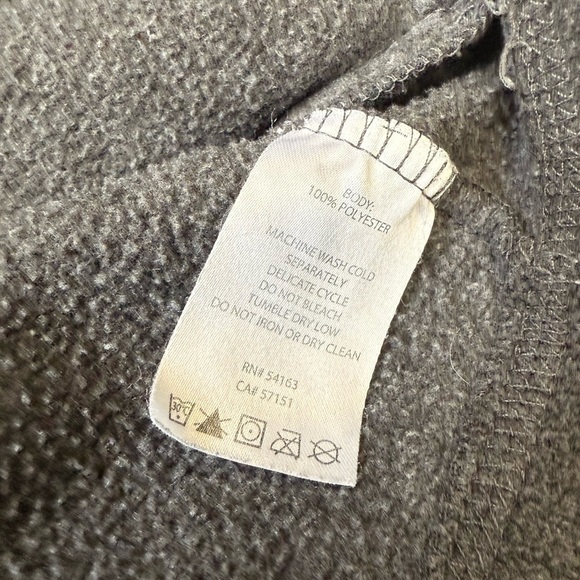 BODY:
100% POLYESTER
MACHINE WASH COLD
SEPARATELY
DELICATE CYCLE
DO NOT BLEACH
TUMBLE DRY LOW
DO NOT IRON OR DRY CLEAN
RN# 54163
CA# 57151
30°C